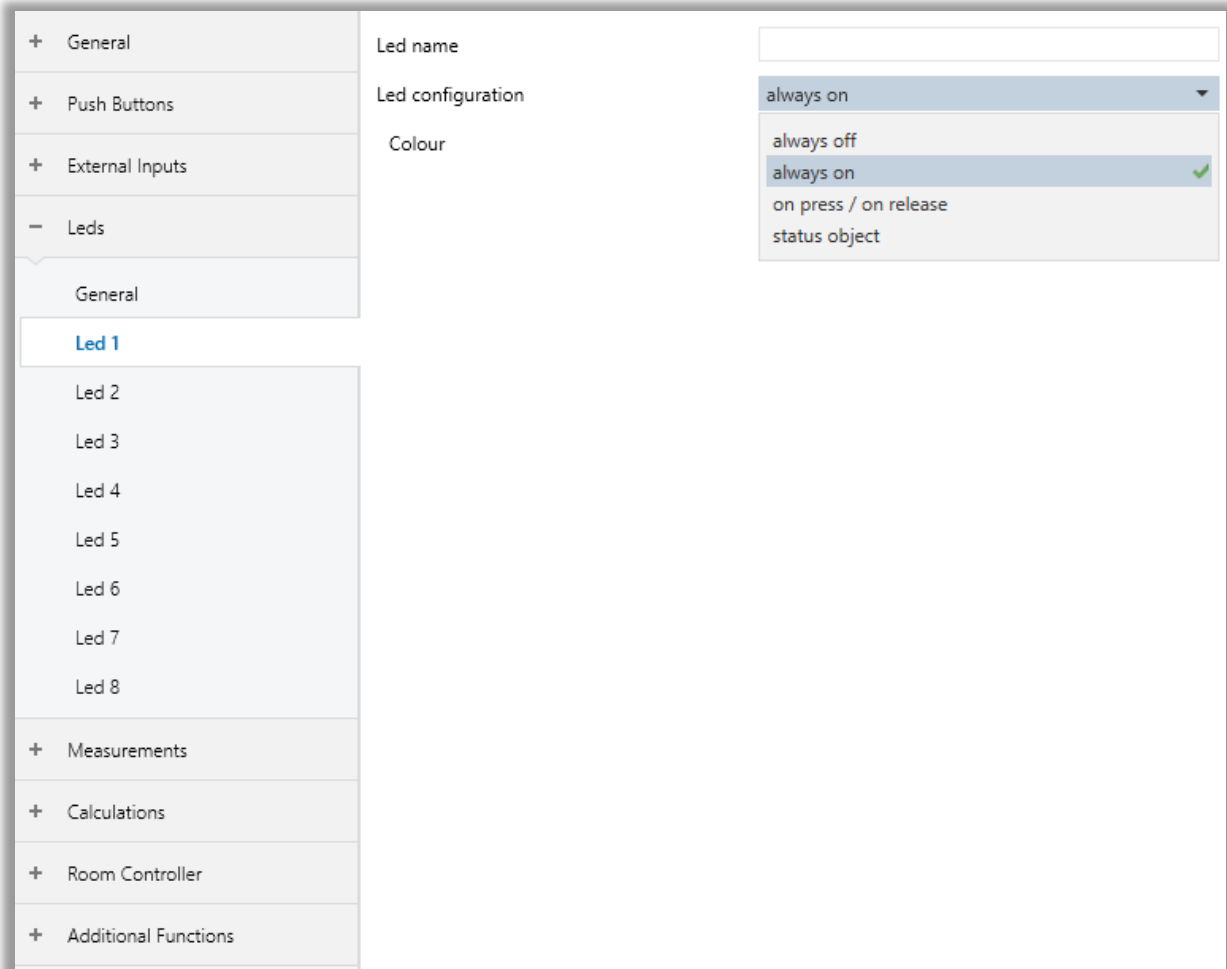 + General
+ Push Buttons
+ External Inputs
− Leds
General
Led 1
Led 2
Led 3
Led 4
Led 5
Led 6
Led 7
Led 8
+ Measurements
+ Calculations
+ Room Controller
+ Additional Functions
Led name
Led configuration always on
Colour
always off
always on
on press / on release
status object